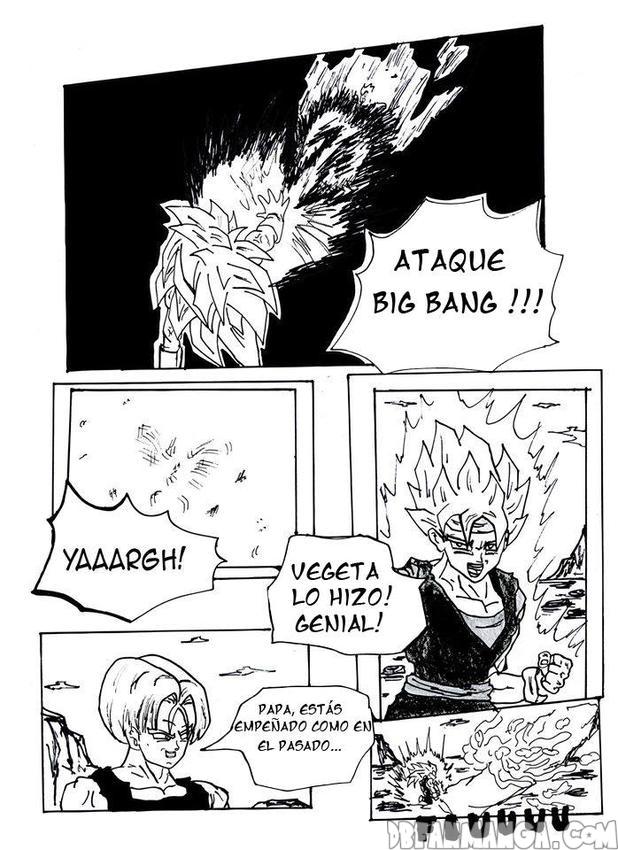 ATAQUE
BIG BANG !!!
YAAARGH!
VEGETA
LO HIZO!
GENIAL!
PAPA, ESTÁS
EMPEÑADO COMO EN
EL PASADO...
DBFANMANGA.COM